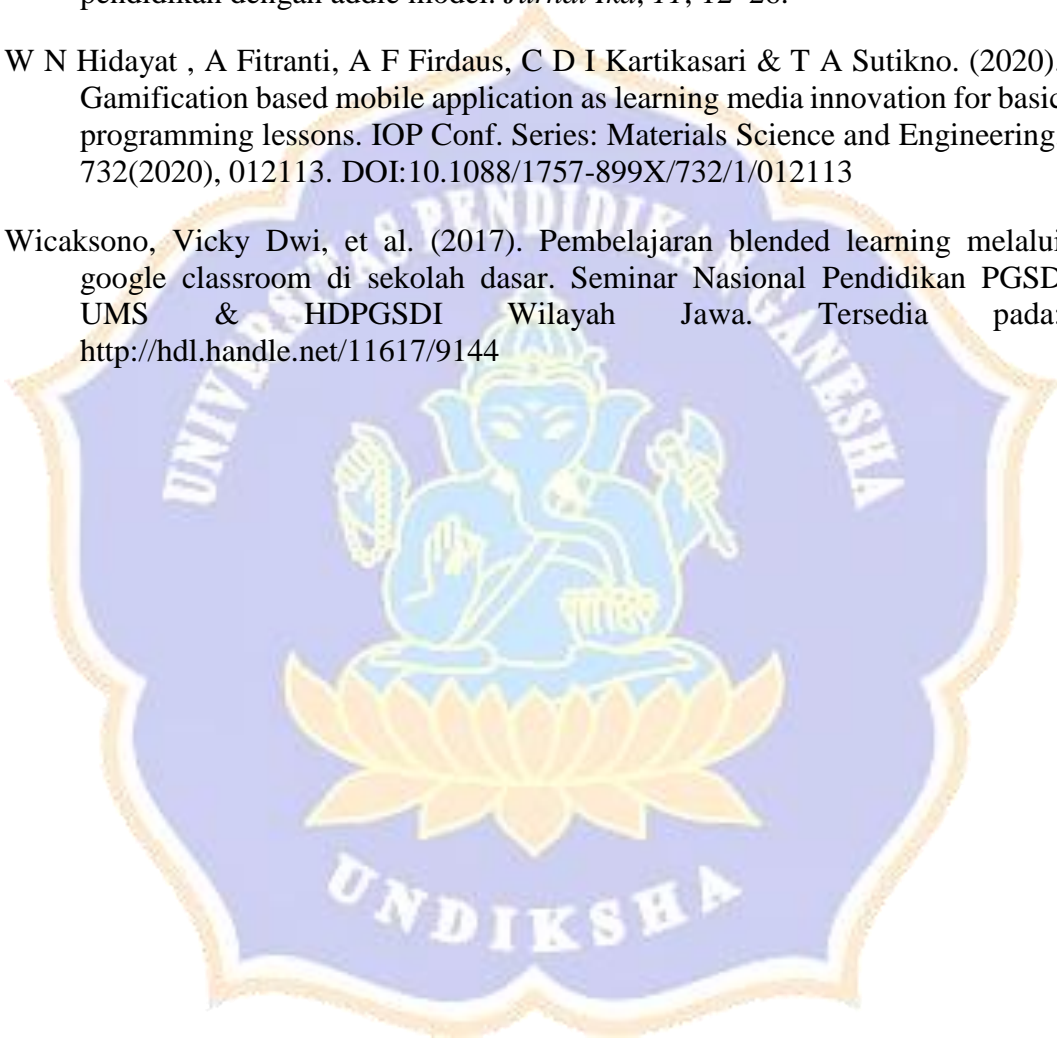 pendidikan dengan addie model. Jurnal Ika, 11, 12–28.
W N Hidayat , A Fitranti, A F Firdaus, C D I Kartikasari & T A Sutikno. (2020).
Gamification based mobile application as learning media innovation for basic
programming lessons. IOP Conf. Series: Materials Science and Engineering.
732(2020), 012113. DOI:10.1088/1757-899X/732/1/012113
Wicaksono, Vicky Dwi, et al. (2017). Pembelajaran blended learning melalui
google classroom di sekolah dasar. Seminar Nasional Pendidikan PGSD
UMS & HDPGSDI Wilayah Jawa. Tersedia pada:
http://hdl.handle.net/11617/9144
UNIVERSITAS PENDIDIKAN GANESHA
UNDIKSHA